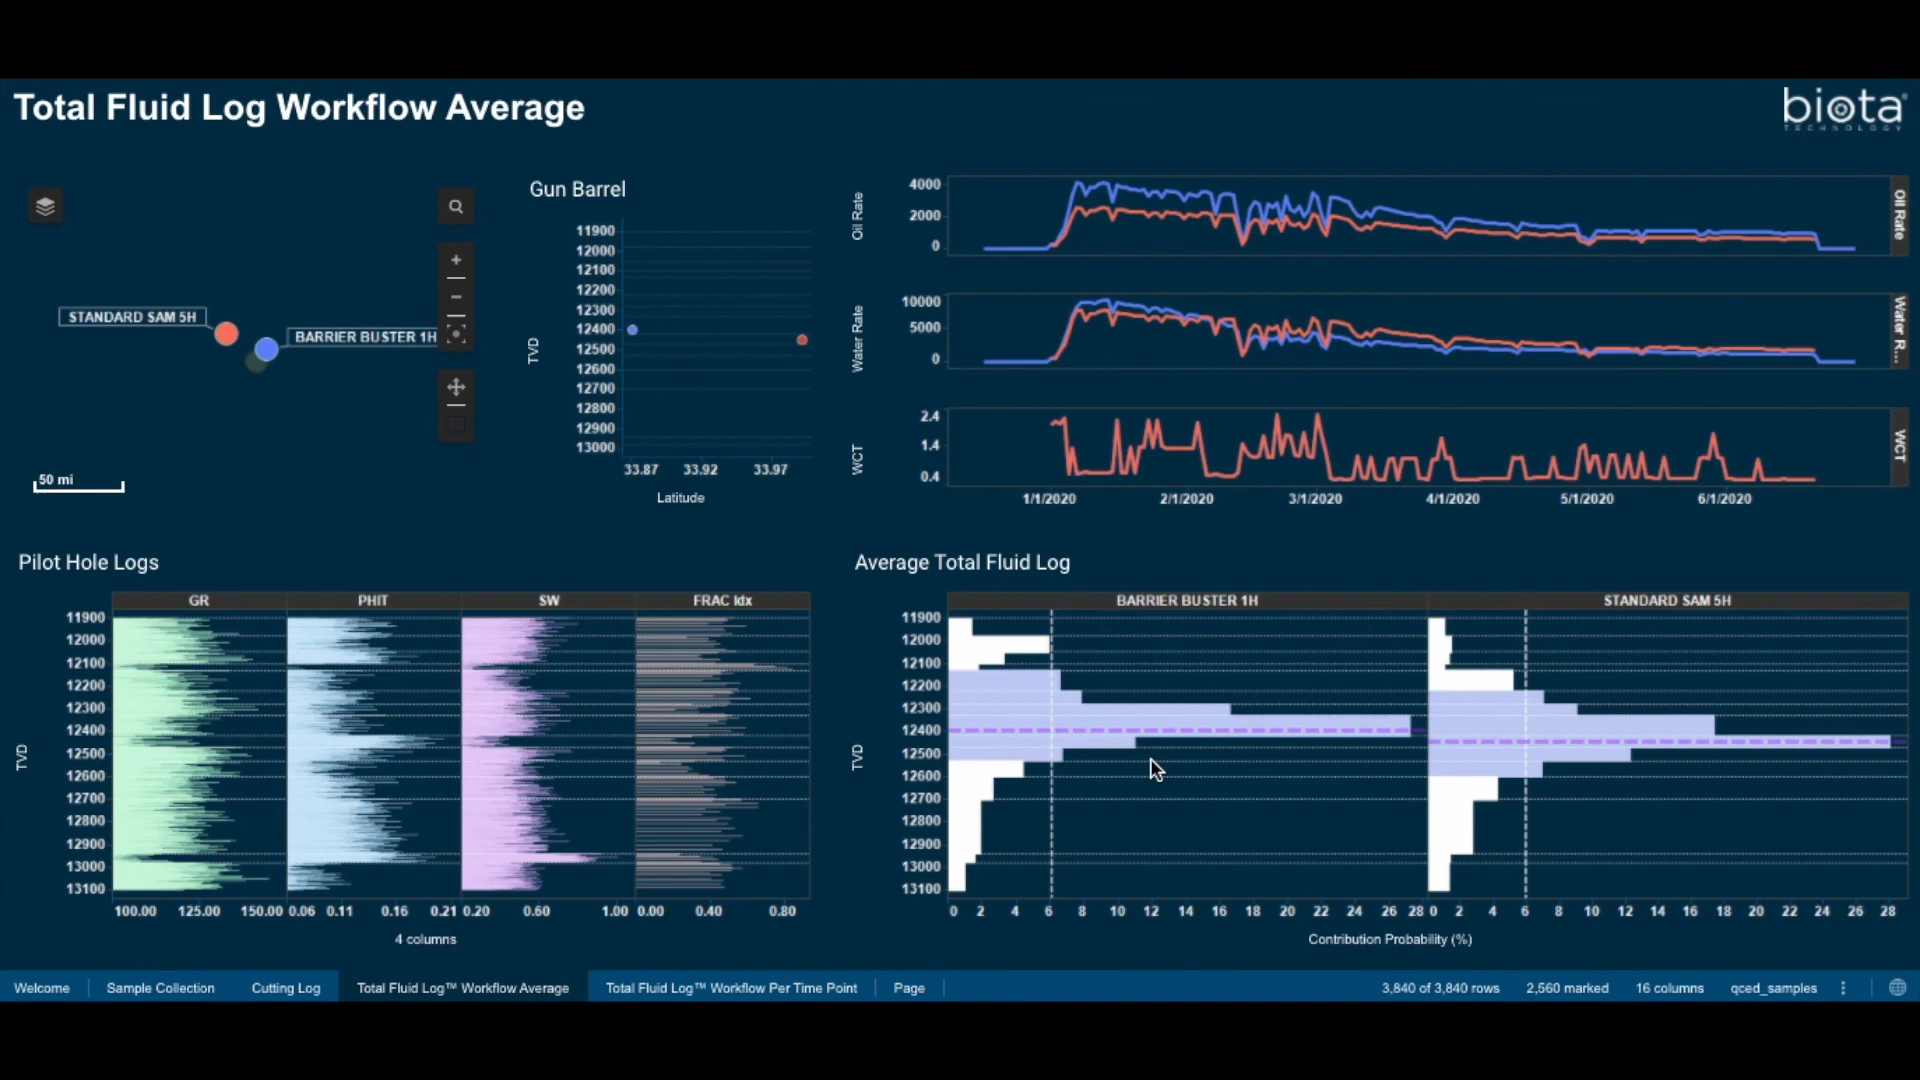 Total Fluid Log Workflow Average
biota
TECHNOLOGY
STANDARD SAM 5H
BARRIER BUSTER 1H
50 mi
Gun Barrel
TVD
11900
12000
12100
12200
12300
12400
12500
12600
12700
12800
12900
13000
33.87 33.92 33.97
Latitude
Oil Rate
4000
2000
0
Oil Rate
Water Rate
10000
5000
0
Water R...
WCT
2.4
1.4
0.4
WCT
1/1/2020 2/1/2020 3/1/2020 4/1/2020 5/1/2020 6/1/2020
Pilot Hole Logs
GR PHIT SW FRAC Idx
TVD
11900
12000
12100
12200
12300
12400
12500
12600
12700
12800
12900
13000
13100
100.00 125.00 150.00 0.06 0.11 0.16 0.21 0.20 0.60 1.00 0.00 0.40 0.80
4 columns
Average Total Fluid Log
BARRIER BUSTER 1H STANDARD SAM 5H
TVD
11900
12000
12100
12200
12300
12400
12500
12600
12700
12800
12900
13000
13100
0 2 4 6 8 10 12 14 16 18 20 22 24 26 28 0 2 4 6 8 10 12 14 16 18 20 22 24 26 28
Contribution Probability (%)
Welcome Sample Collection Cutting Log Total Fluid Log™ Workflow Average Total Fluid Log™ Workflow Per Time Point Page 3,840 of 3,840 rows 2,560 marked 16 columns qced_samples